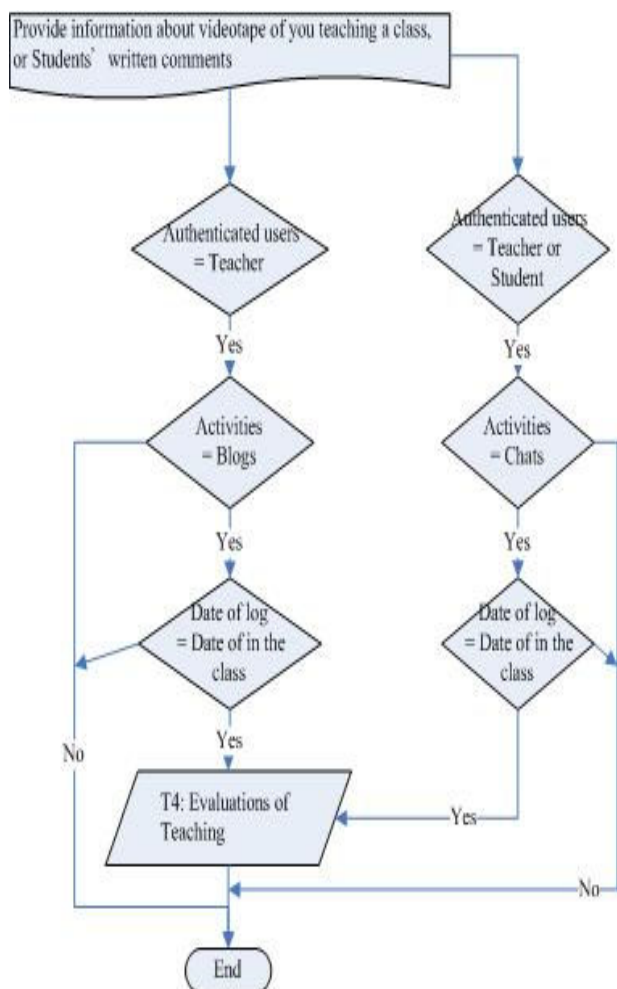 Provide information about videotape of you teaching a class,
or Students' written comments
Authenticated users
= Teacher
Authenticated users
= Teacher or
Student
Yes
Yes
Activities
= Blogs
Activities
= Chats
Yes
Yes
Date of log
= Date of in the
class
Date of log
= Date of in the
class
Yes
No
T4: Evaluations of
Teaching
Yes
No
End